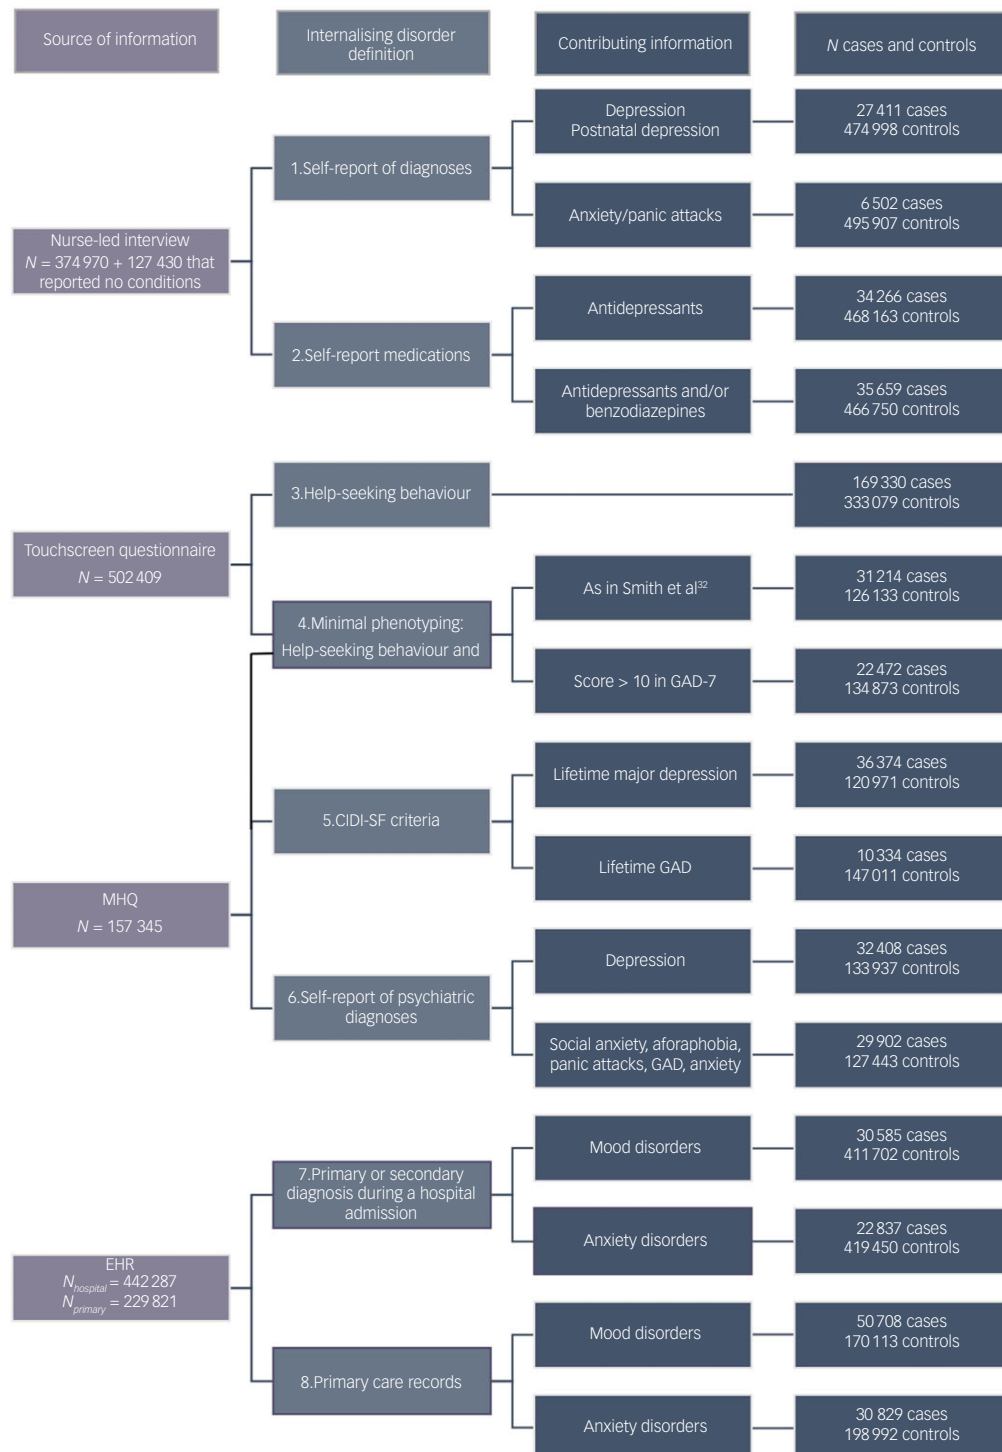 Source of information
Internalising disorder
definition
Contributing information
N cases and controls
Nurse-led interview
N = 374 970 + 127 430 that
reported no conditions
1.Self-report of diagnoses
Depression
Postnatal depression
27 411 cases
474 998 controls
Anxiety/panic attacks
6 502 cases
495 907 controls
2.Self-report medications
Antidepressants
34 266 cases
468 163 controls
Antidepressants and/or
benzodiazepines
35 659 cases
466 750 controls
Touchscreen questionnaire
N = 502 409
3.Help-seeking behaviour
169 330 cases
333 079 controls
4.Minimal phenotyping:
Help-seeking behaviour and
As in Smith et al³²
31 214 cases
126 133 controls
Score > 10 in GAD-7
22 472 cases
134 873 controls
MHQ
N = 157 345
5.CIDI-SF criteria
Lifetime major depression
36 374 cases
120 971 controls
Lifetime GAD
10 334 cases
147 011 controls
6.Self-report of psychiatric
diagnoses
Depression
32 408 cases
133 937 controls
Social anxiety, aforaphobia,
panic attacks, GAD, anxiety
29 902 cases
127 443 controls
EHR
Nhospital = 442 287
Nprimary = 229 821
7.Primary or secondary
diagnosis during a hospital
admission
Mood disorders
30 585 cases
411 702 controls
Anxiety disorders
22 837 cases
419 450 controls
8.Primary care records
Mood disorders
50 708 cases
170 113 controls
Anxiety disorders
30 829 cases
198 992 controls